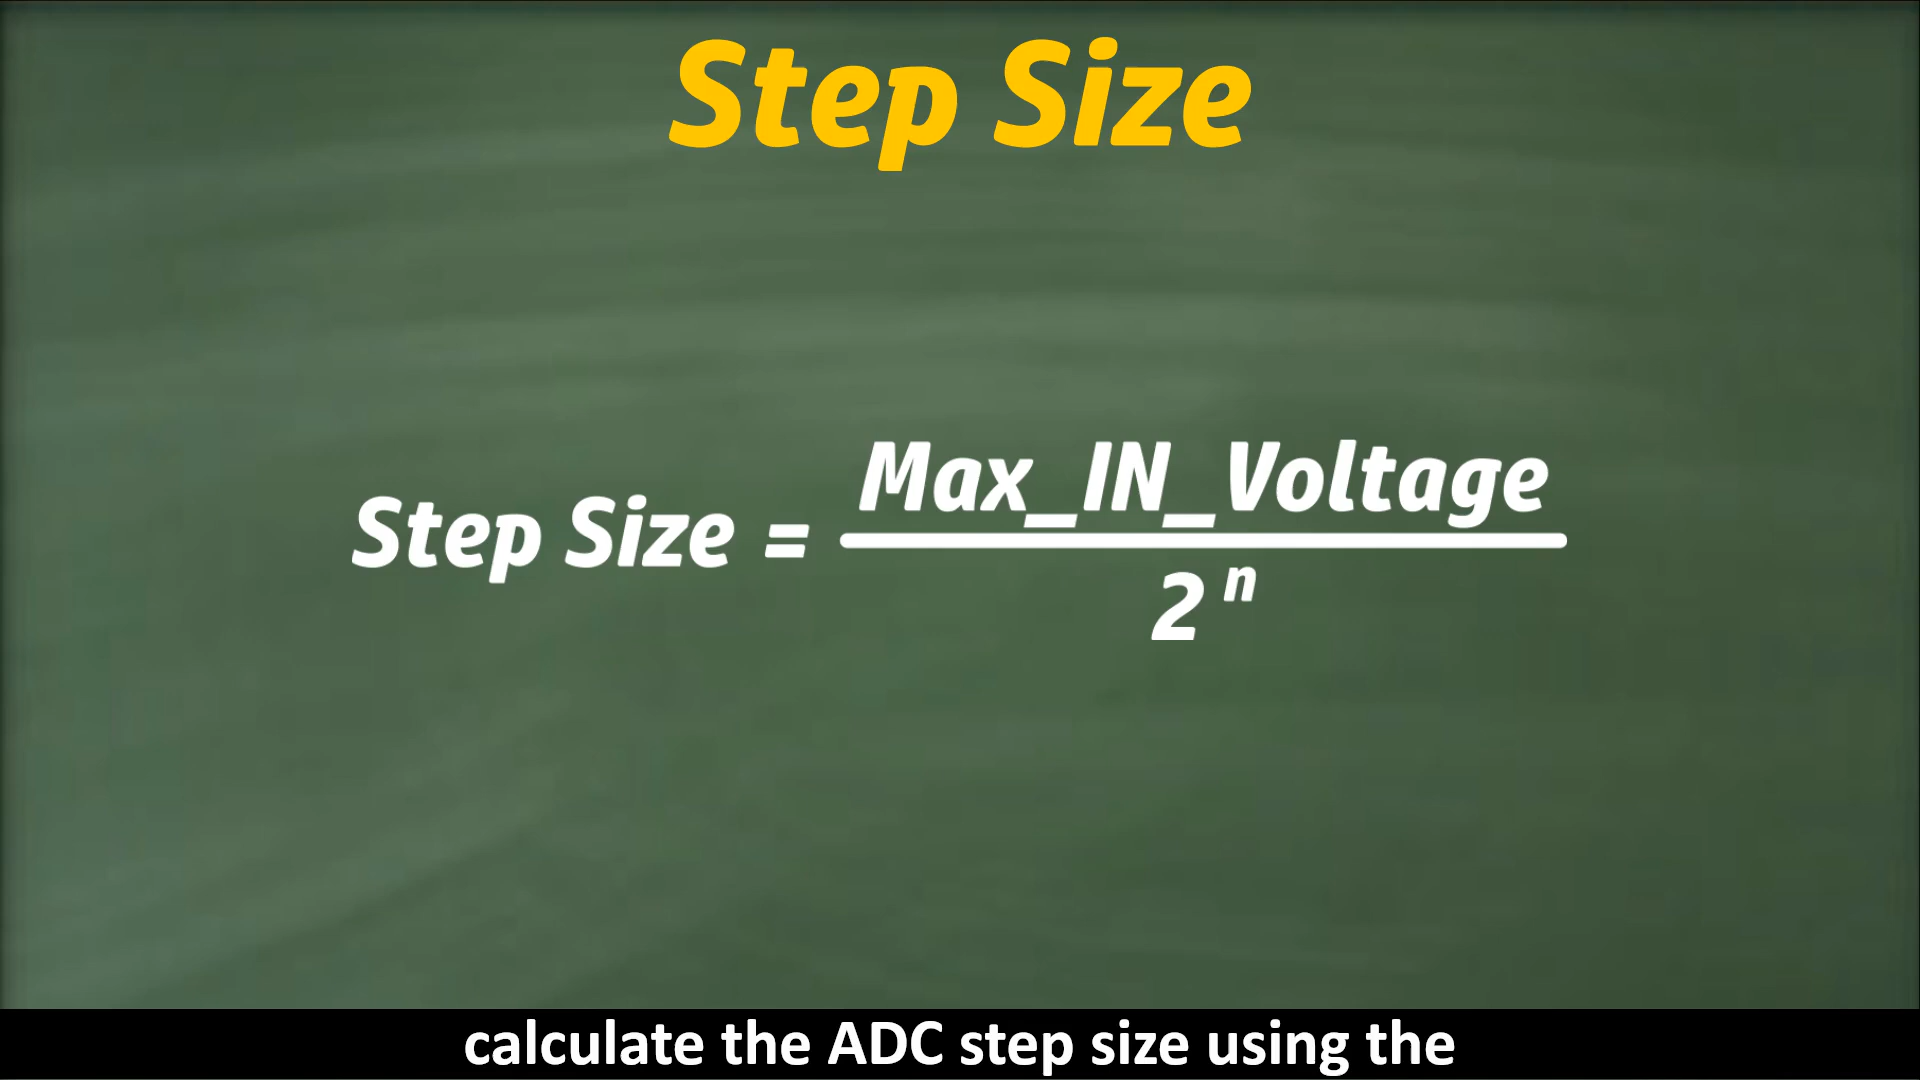 Step Size
Step Size = Max_IN_Voltage / 2^n
calculate the ADC step size using the